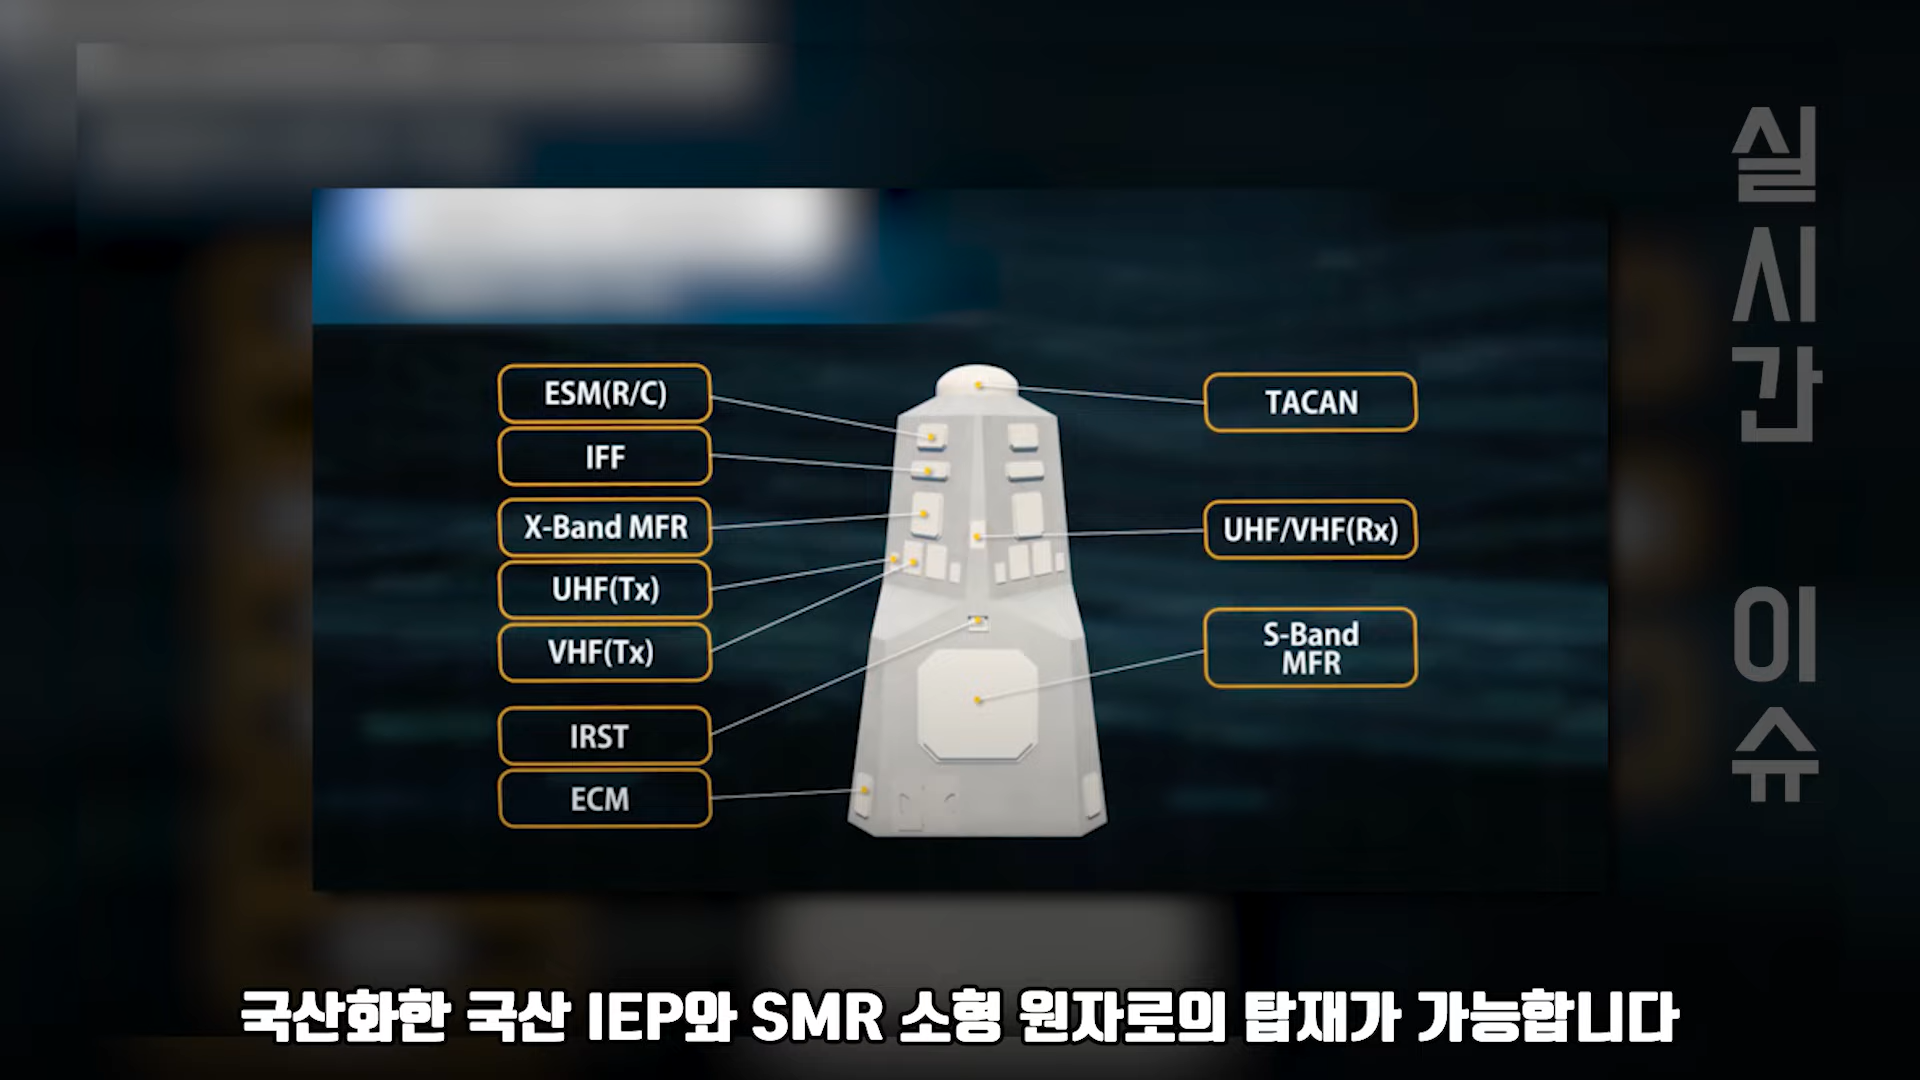 실시간 이슈
ESM(R/C)
IFF
X-Band MFR
UHF(Tx)
VHF(Tx)
IRST
ECM
TACAN
UHF/VHF(Rx)
S-Band
MFR
국산화한 국산 IEP와 SMR 소형 원자로의 탑재가 가능합니다